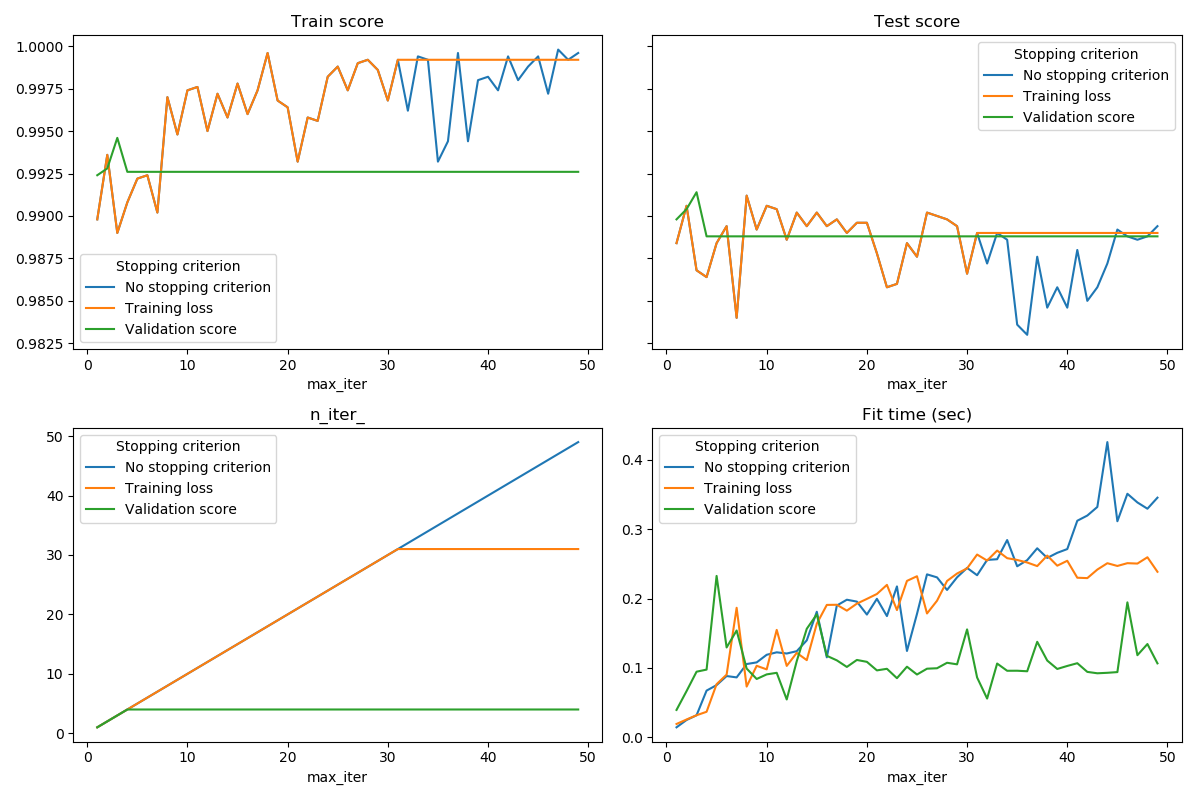 Train score
1.0000
0.9975
0.9950
0.9925
0.9900
0.9875
0.9850
0.9825
Stopping criterion
No stopping criterion
Training loss
Validation score
0 10 20 30 40 50
max_iter
Test score
Stopping criterion
No stopping criterion
Training loss
Validation score
0 10 20 30 40 50
max_iter
n_iter_
50
40
30
20
10
0
Stopping criterion
No stopping criterion
Training loss
Validation score
0 10 20 30 40 50
max_iter
Fit time (sec)
0.4
0.3
0.2
0.1
0.0
Stopping criterion
No stopping criterion
Training loss
Validation score
0 10 20 30 40 50
max_iter